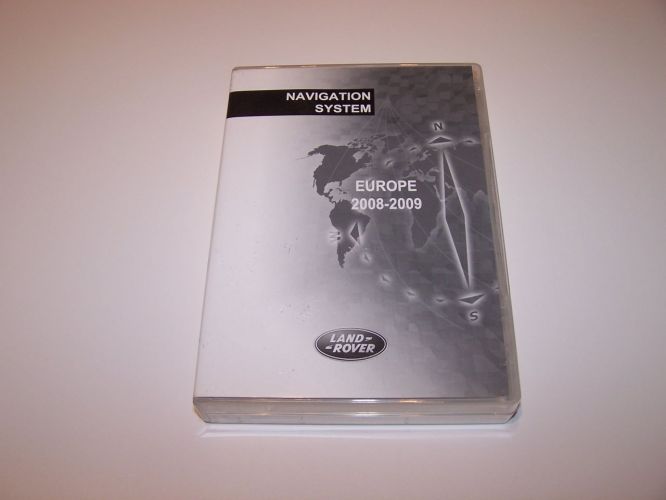 NAVIGATION
SYSTEM
N
EUROPE
2008-2009
N
S
LAND-
-ROVER